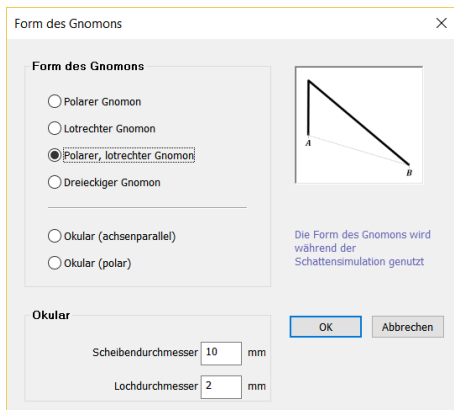 Form des Gnomons
Form des Gnomons
Polarer Gnomon
Lotrechter Gnomon
Polarer, lotrechter Gnomon
Dreieckiger Gnomon
Okular (achsenparallel)
Okular (polar)
A
B
Die Form des Gnomons wird
während der
Schattensimulation genutzt
Okular
Scheibendurchmesser 10 mm
Lochdurchmesser 2 mm
OK Abbrechen